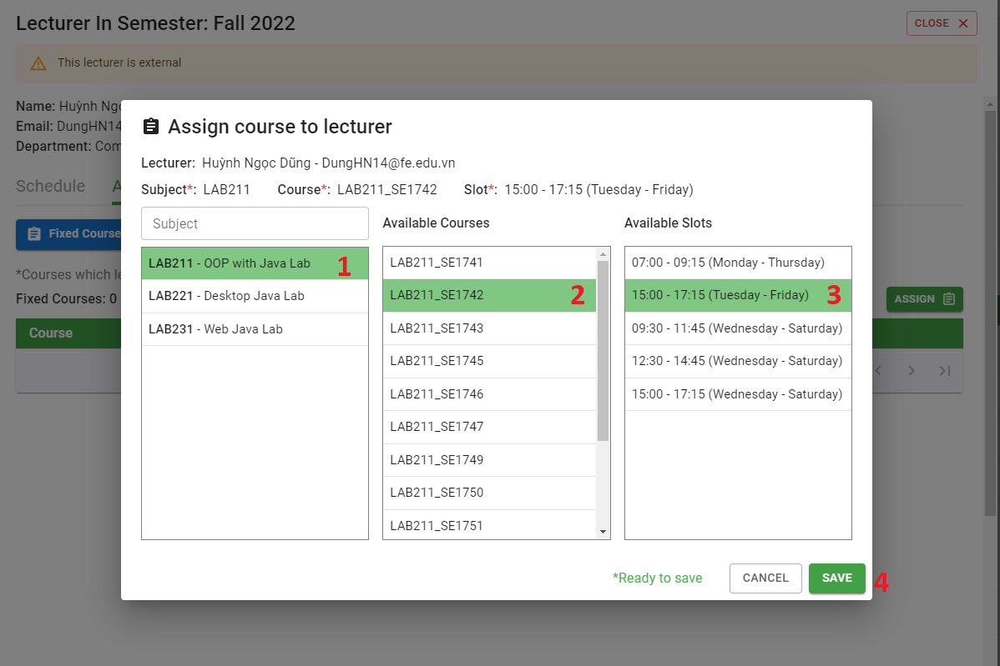 Lecturer In Semester: Fall 2022
CLOSE
This lecturer is external
Name: Huỳnh Ngọ
Email: DungHN14
Department: Com
Schedule
Fixed Course
*Courses which le
Fixed Courses: 0
ASSIGN
Course
Assign course to lecturer
Lecturer: Huỳnh Ngọc Dũng - DungHN14@fe.edu.vn
Subject*: LAB211 Course*: LAB211_SE1742 Slot*: 15:00 - 17:15 (Tuesday - Friday)
Subject
LAB211 - OOP with Java Lab 1
LAB221 - Desktop Java Lab
LAB231 - Web Java Lab
Available Courses
LAB211_SE1741
LAB211_SE1742 2
LAB211_SE1743
LAB211_SE1745
LAB211_SE1746
LAB211_SE1747
LAB211_SE1749
LAB211_SE1750
LAB211_SE1751
Available Slots
07:00 - 09:15 (Monday - Thursday)
15:00 - 17:15 (Tuesday - Friday) 3
09:30 - 11:45 (Wednesday - Saturday)
12:30 - 14:45 (Wednesday - Saturday)
15:00 - 17:15 (Wednesday - Saturday)
*Ready to save
CANCEL
SAVE 4